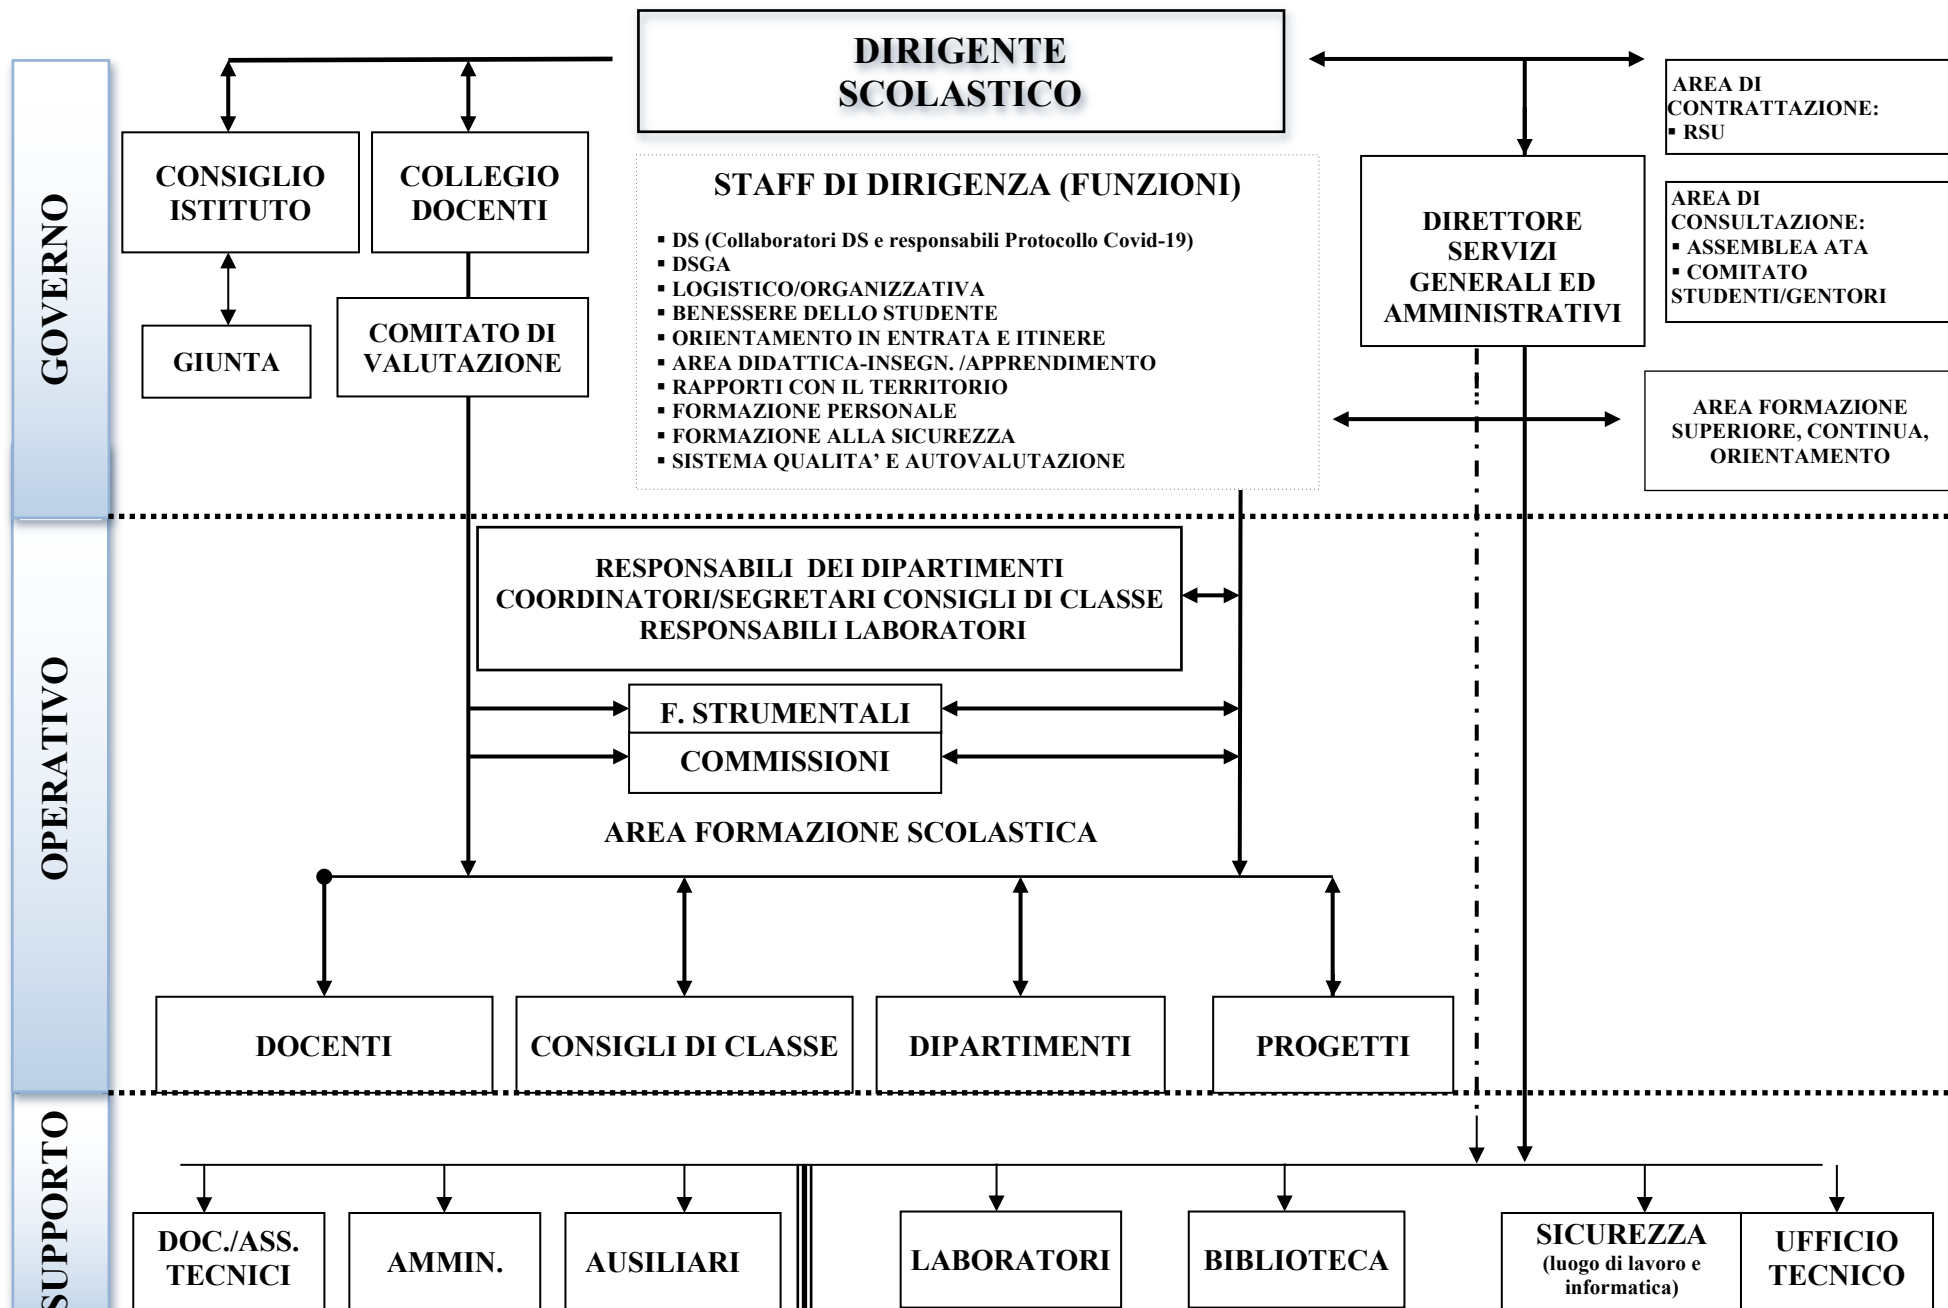 DIRIGENTE
SCOLASTICO
AREA DI
CONTRATTAZIONE:
▪ RSU
GOVERNO
CONSIGLIO
ISTITUTO
COLLEGIO
DOCENTI
STAFF DI DIRIGENZA (FUNZIONI)
▪ DS (Collaboratori DS e responsabili Protocollo Covid-19)
▪ DSGA
▪ LOGISTICO/ORGANIZZATIVA
▪ BENESSERE DELLO STUDENTE
▪ ORIENTAMENTO IN ENTRATA E ITINERE
▪ AREA DIDATTICA-INSEGN. /APPRENDIMENTO
▪ RAPPORTI CON IL TERRITORIO
▪ FORMAZIONE PERSONALE
▪ FORMAZIONE ALLA SICUREZZA
▪ SISTEMA QUALITA’ E AUTOVALUTAZIONE
DIRETTORE
SERVIZI
GENERALI ED
AMMINISTRATIVI
AREA DI
CONSULTAZIONE:
▪ ASSEMBLEA ATA
▪ COMITATO
STUDENTI/GENTORI
GIUNTA
COMITATO DI
VALUTAZIONE
AREA FORMAZIONE
SUPERIORE, CONTINUA,
ORIENTAMENTO
OPERATIVO
RESPONSABILI DEI DIPARTIMENTI
COORDINATORI/SEGRETARI CONSIGLI DI CLASSE
RESPONSABILI LABORATORI
F. STRUMENTALI
COMMISSIONI
AREA FORMAZIONE SCOLASTICA
DOCENTI
CONSIGLI DI CLASSE
DIPARTIMENTI
PROGETTI
SUPPORTO
DOC./ASS.
TECNICI
AMMIN.
AUSILIARI
LABORATORI
BIBLIOTECA
SICUREZZA
(luogo di lavoro e
informatica)
UFFICIO
TECNICO